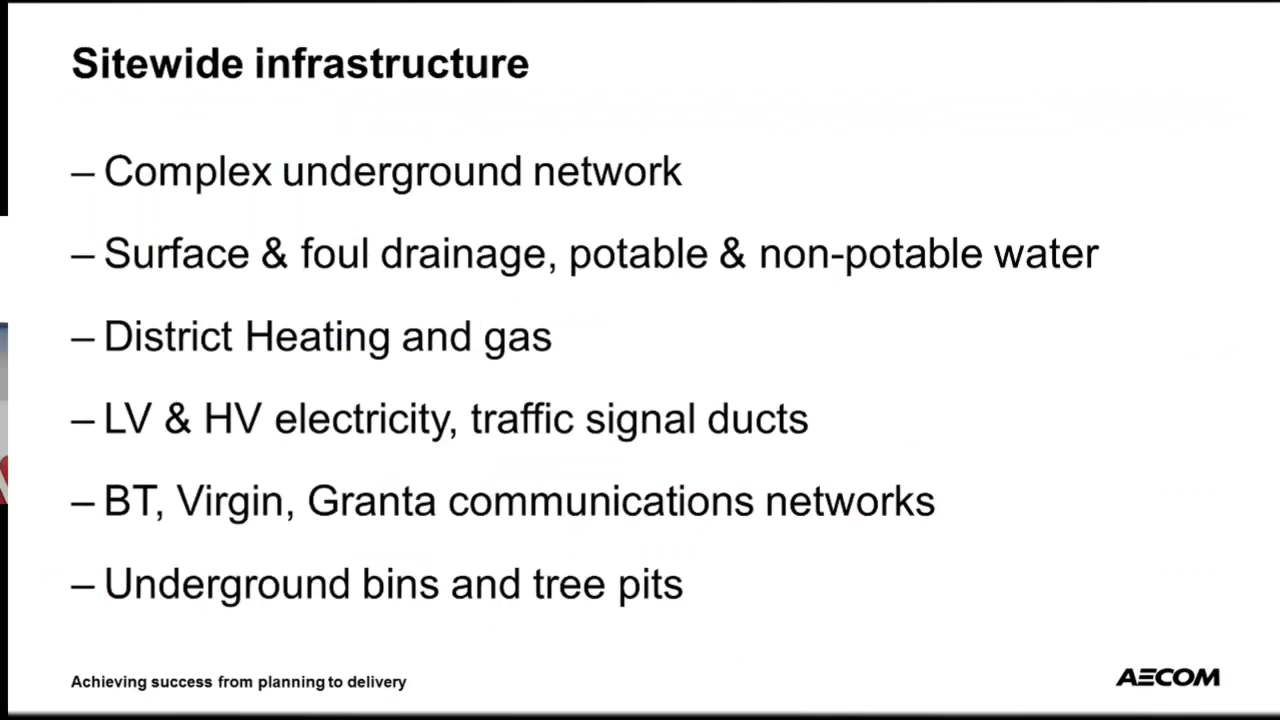 Sitewide infrastructure
– Complex underground network
– Surface & foul drainage, potable & non-potable water
– District Heating and gas
– LV & HV electricity, traffic signal ducts
– BT, Virgin, Granta communications networks
– Underground bins and tree pits
Achieving success from planning to delivery
AECOM